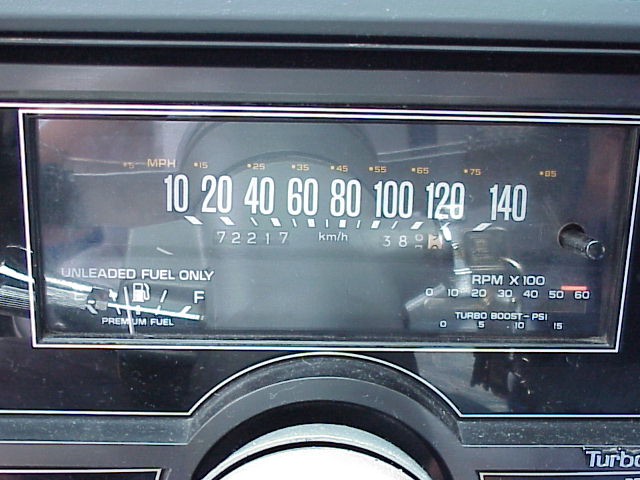 5 MPH 15 25 35 45 55 65 75 85
10 20 40 60 80 100 120 140
72217 km/h 38
UNLEADED FUEL ONLY
E F
PREMIUM FUEL
RPM X 100
0 10 20 30 40 50 60
TURBO BOOST-PSI
0 5 10 15
Turbo